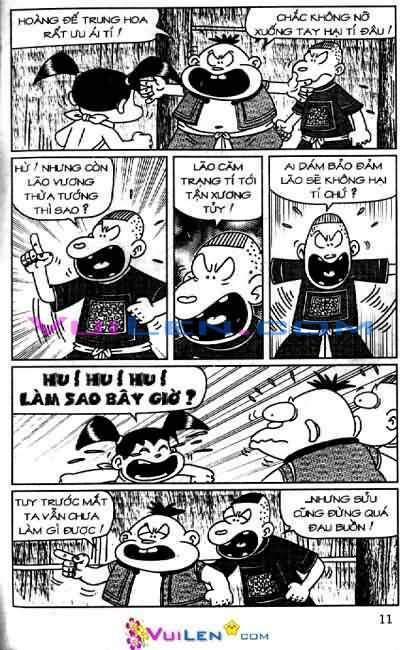 HOÀNG ĐẾ TRUNG HOA
RẤT ƯU ÁI TÍ!
CHẮC KHÔNG NỠ
XUỐNG TAY HẠI TÍ ĐÂU!
HỪ! NHƯNG CÒN
LÃO VƯƠNG
THỪA TƯỚNG
THÌ SAO?
LÃO CĂM
TRẠNG TÍ TỚI
TẬN XƯƠNG
TỦY!
AI DÁM BẢO ĐẢM
LÃO SẼ KHÔNG HẠI
TÍ CHỨ?
VUILEN.COM
HU! HU! HU!
LÀM SAO BÂY GIỜ?
TUY TRƯỚC MẮT
TA VẪN CHƯA
LÀM GÌ ĐƯỢC!
...NHƯNG SỬU
CŨNG ĐỪNG QUÁ
ĐAU BUỒN!
11
VUILEN.COM